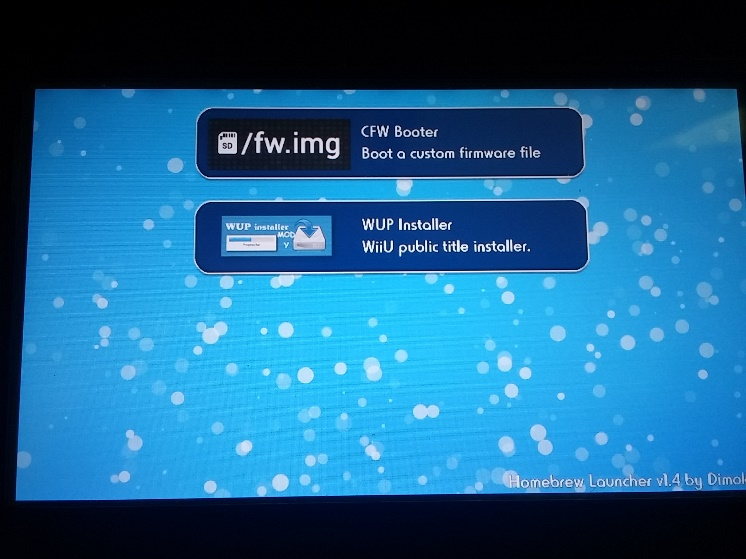 SD
/fw.img
CFW Booter
Boot a custom firmware file
WUP installer
MOD
Y
WUP Installer
WiiU public title installer.
Homebrew Launcher v1.4 by Dimok